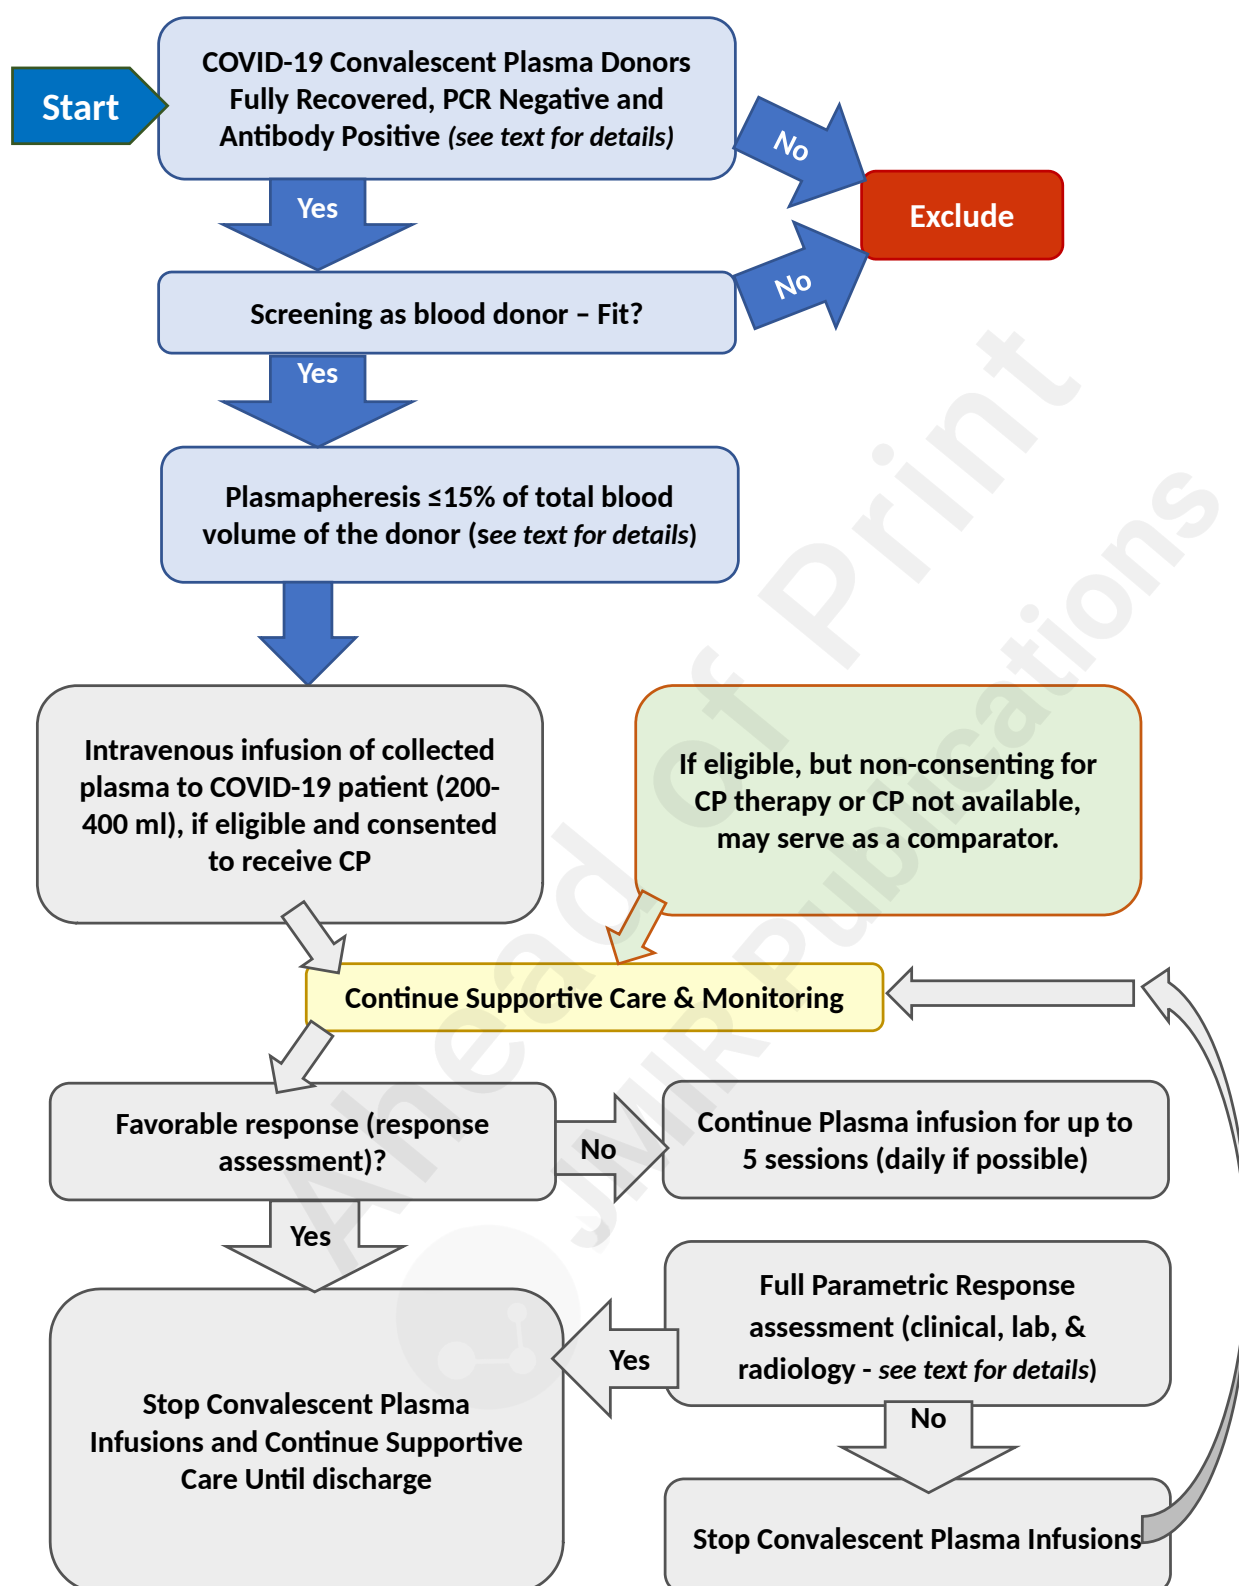 Start
COVID-19 Convalescent Plasma Donors
Fully Recovered, PCR Negative and
Antibody Positive (see text for details)
No
Yes
Exclude
Screening as blood donor – Fit?
No
Yes
Plasmapheresis ≤15% of total blood
volume of the donor (see text for details)
Intravenous infusion of collected
plasma to COVID-19 patient (200-
400 ml), if eligible and consented
to receive CP
If eligible, but non-consenting for
CP therapy or CP not available,
may serve as a comparator.
Continue Supportive Care & Monitoring
Favorable response (response
assessment)?
No
Continue Plasma infusion for up to
5 sessions (daily if possible)
Yes
Full Parametric Response
assessment (clinical, lab, &
radiology - see text for details)
Yes
No
Stop Convalescent Plasma
Infusions and Continue Supportive
Care Until discharge
Stop Convalescent Plasma Infusions
Ahead of Print
JMIR Publications